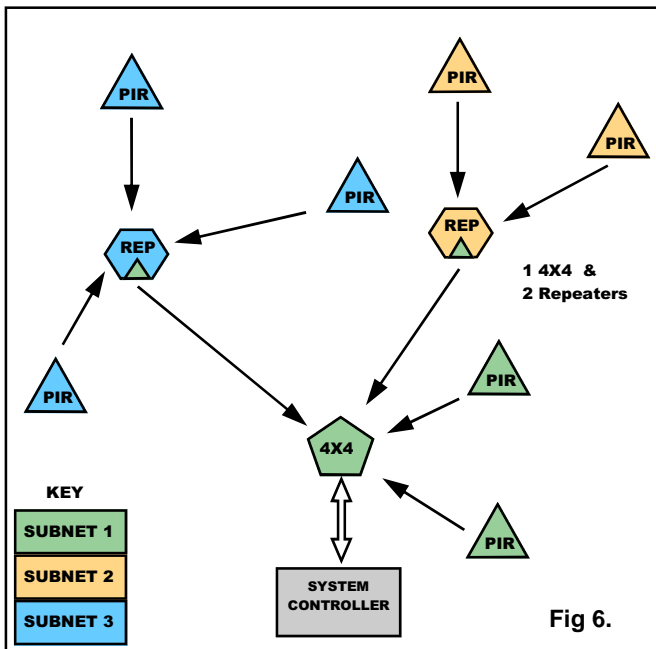 PIR
PIR
PIR
PIR
REP
REP
1 4X4 &
2 Repeaters
PIR
PIR
4X4
KEY
SUBNET 1
SUBNET 2
SUBNET 3
PIR
SYSTEM
CONTROLLER
Fig 6.